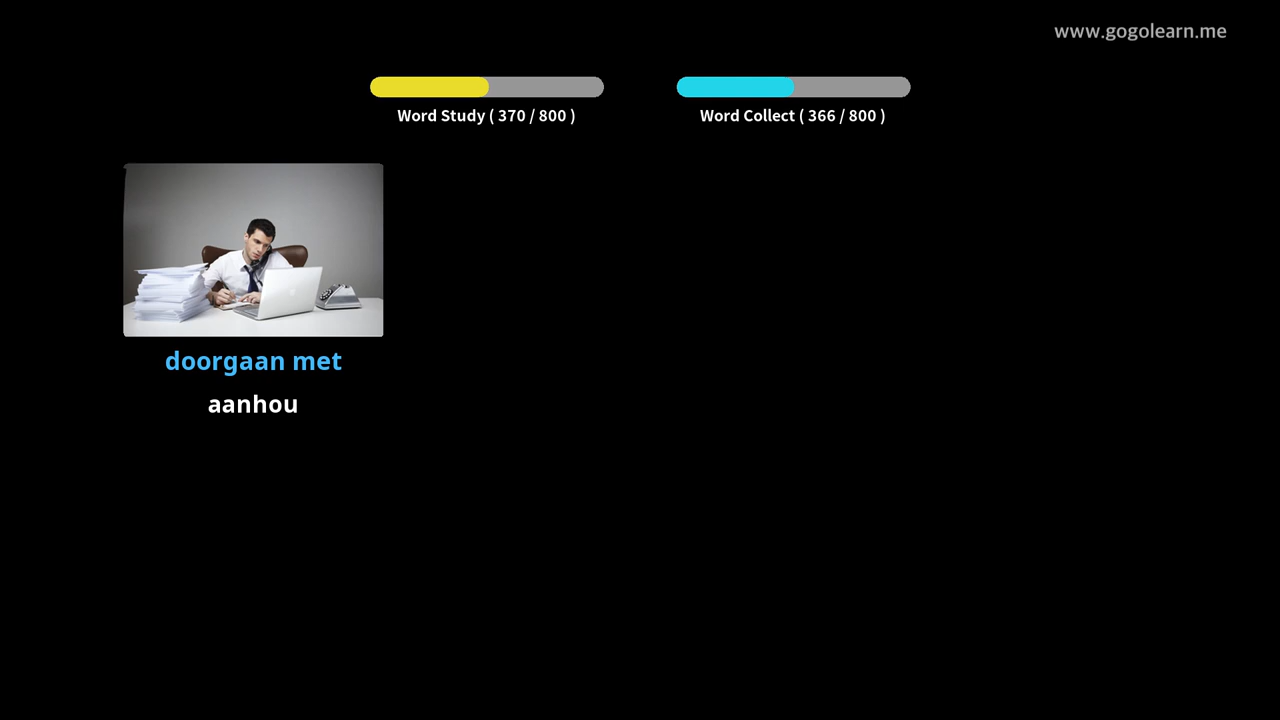 www.gogolearn.me
Word Study ( 370 / 800 )
Word Collect ( 366 / 800 )
doorgaan met
aanhou